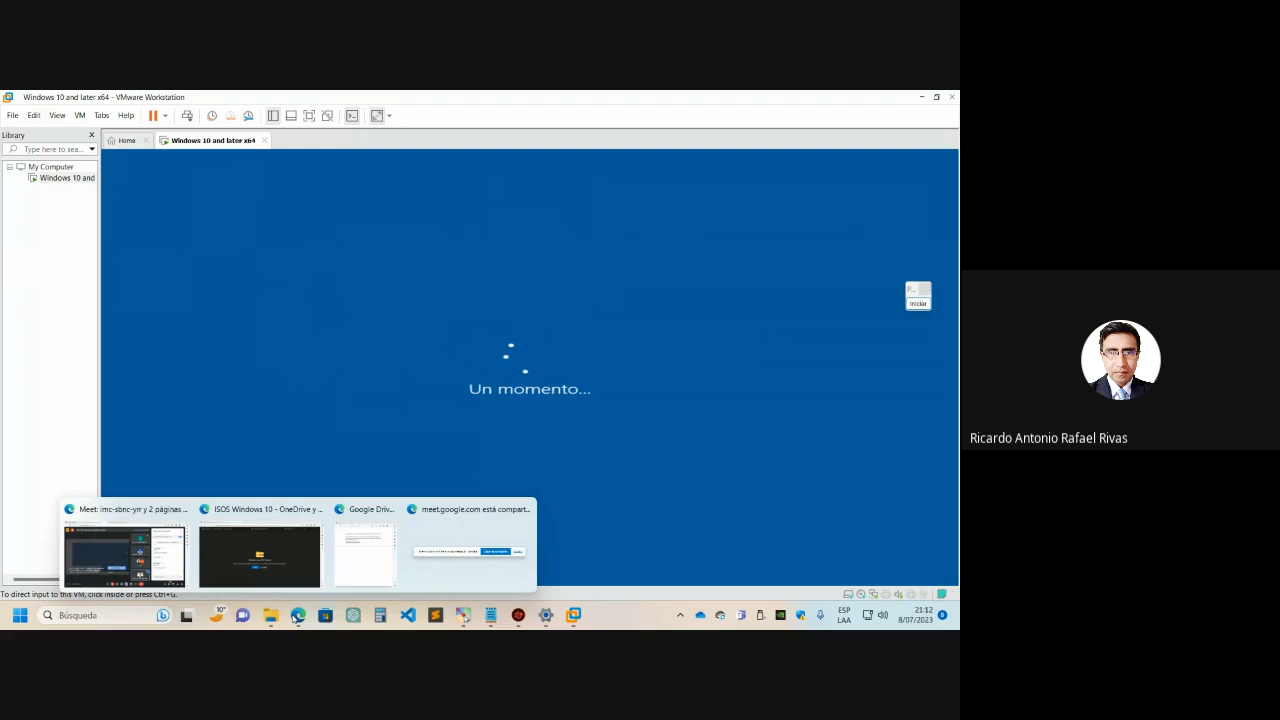 Windows 10 and later x64 - VMware Workstation
File Edit View VM Tabs Help
Library
Home
Windows 10 and later x64
Type here to sea...
My Computer
Windows 10 and
P...
Iniciar
Un momento...
Meet: imc-sbnc-yrr y 2 páginas ...
ISOS Windows 10 - OneDrive y ...
Google Driv...
meet.google.com está compart...
To direct input to this VM, click inside or press Ctrl+G.
Búsqueda
10°
ESP
LAA
21:12
8/07/2023
Ricardo Antonio Rafael Rivas